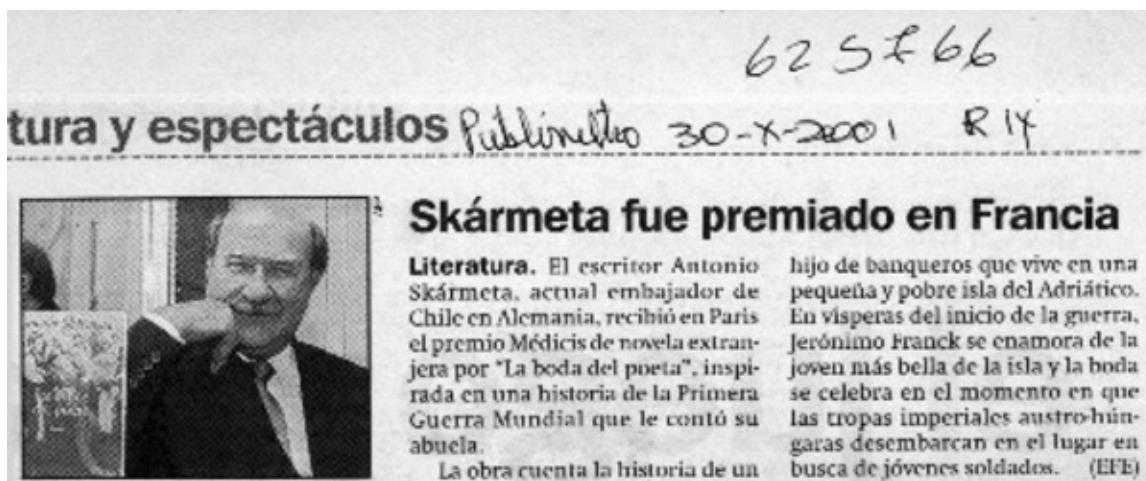 62 5 f 66
tura y espectáculos Publimetro 30-X-2001 R 14
Skármeta fue premiado en Francia
Literatura. El escritor Antonio
Skármeta, actual embajador de
Chile en Alemania, recibió en Paris
el premio Médicis de novela extran-
jera por "La boda del poeta", inspi-
rada en una historia de la Primera
Guerra Mundial que le contó su
abuela.
La obra cuenta la historia de un
hijo de banqueros que vive en una
pequeña y pobre isla del Adriático.
En vísperas del inicio de la guerra,
Jerónimo Franck se enamora de la
joven más bella de la isla y la boda
se celebra en el momento en que
las tropas imperiales austro-hún-
garas desembarcan en el lugar en
busca de jóvenes soldados. (EFE)